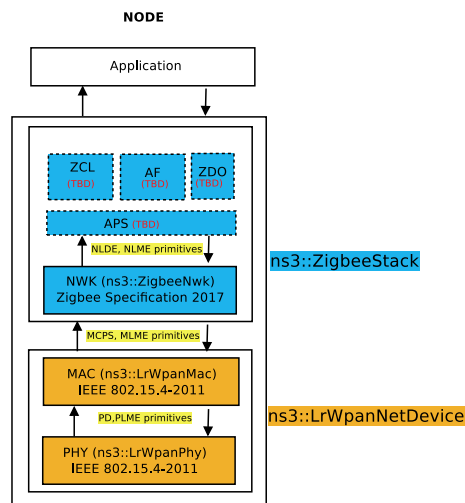 NODE
Application
ZCL
(TBD)
AF
(TBD)
ZDO
(TBD)
APS (TBD)
NLDE, NLME primitives
NWK (ns3::ZigbeeNwk)
Zigbee Specification 2017
ns3::ZigbeeStack
MCPS, MLME primitives
MAC (ns3::LrWpanMac)
IEEE 802.15.4-2011
ns3::LrWpanNetDevice
PD,PLME primitives
PHY (ns3::LrWpanPhy)
IEEE 802.15.4-2011